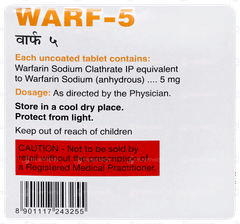 WARF-5
वार्फ ५
Each uncoated tablet contains:
Warfarin Sodium Clathrate IP equivalent
to Warfarin Sodium (anhydrous) .... 5 mg
Dosage: As directed by the Physician.
Store in a cool dry place.
Protect from light.
Keep out of reach of children
CAUTION - Not to be sold by
retail without the prescription of
a Registered Medical Practitioner.
8 901117 243255